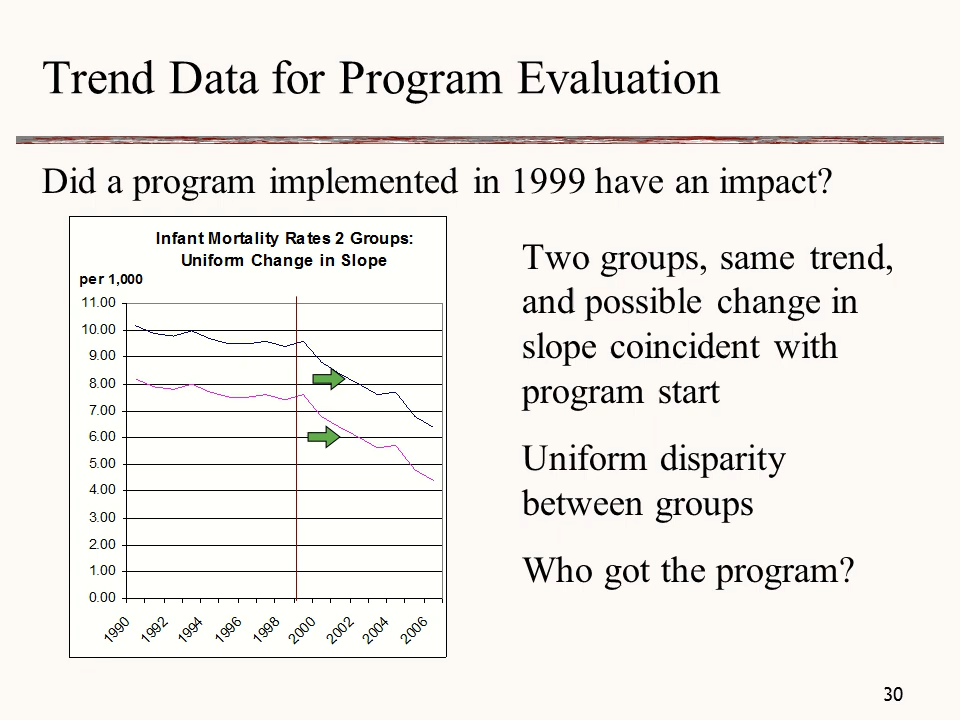 Trend Data for Program Evaluation
Did a program implemented in 1999 have an impact?
Infant Mortality Rates 2 Groups:
Uniform Change in Slope
per 1,000
11.00
10.00
9.00
8.00
7.00
6.00
5.00
4.00
3.00
2.00
1.00
0.00
1990 1992 1994 1996 1998 2000 2002 2004 2006
Two groups, same trend,
and possible change in
slope coincident with
program start
Uniform disparity
between groups
Who got the program?
30